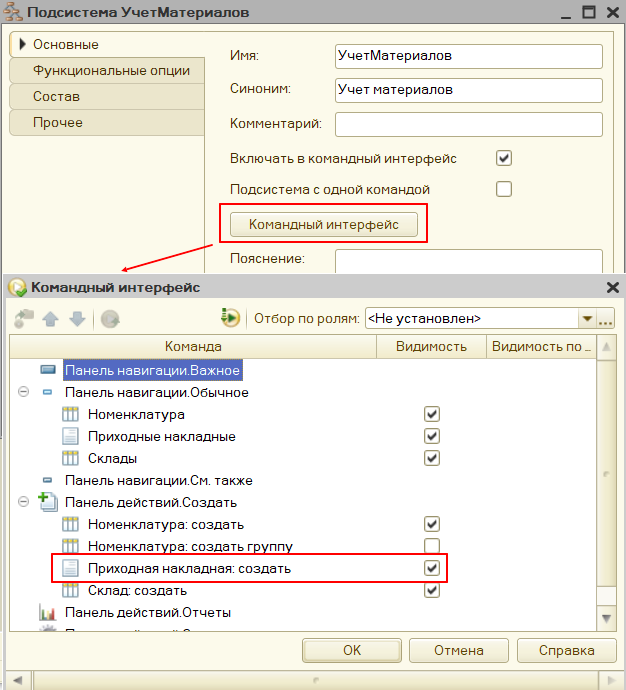 Подсистема УчетМатериалов
Основные
Функциональные опции
Состав
Прочее
Имя: УчетМатериалов
Синоним: Учет материалов
Комментарий:
Включать в командный интерфейс
Подсистема с одной командой
Командный интерфейс
Пояснение:
Командный интерфейс
Отбор по ролям: <Не установлен>
Команда Видимость Видимость по ...
Панель навигации.Важное
Панель навигации.Обычное
Номенклатура
Приходные накладные
Склады
Панель навигации.См. также
Панель действий.Создать
Номенклатура: создать
Номенклатура: создать группу
Приходная накладная: создать
Склад: создать
Панель действий.Отчеты
OK Отмена Справка